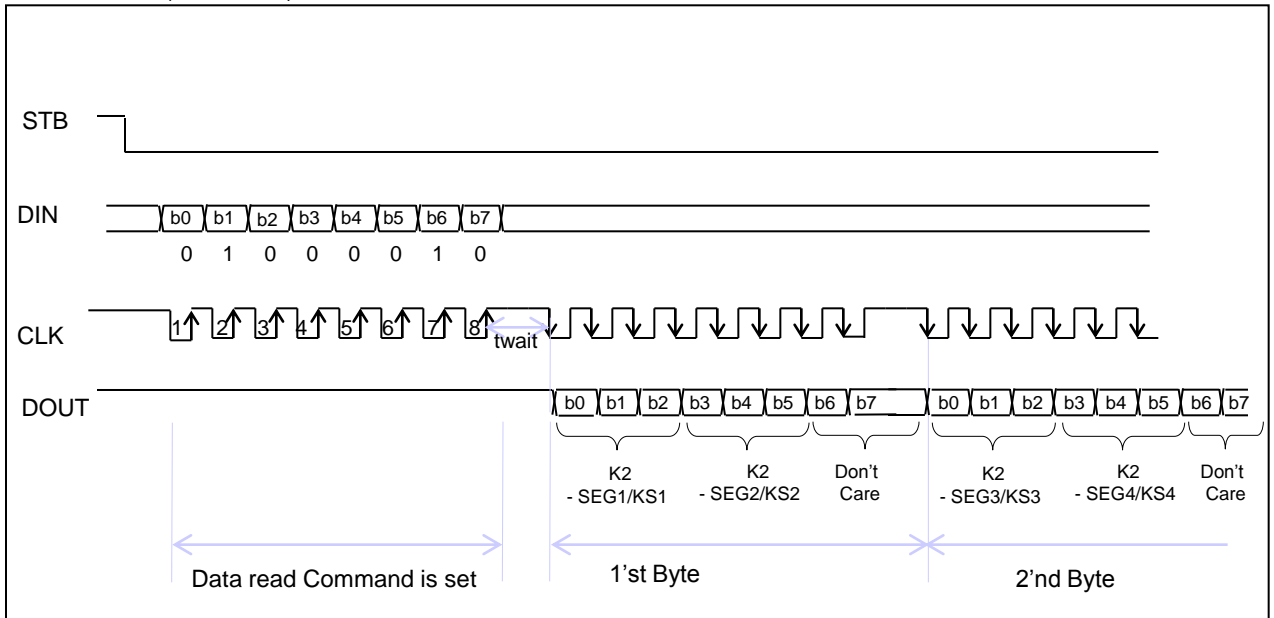 STB
DIN b0 b1 b2 b3 b4 b5 b6 b7
0 1 0 0 0 0 1 0
CLK 1 2 3 4 5 6 7 8
twait
DOUT b0 b1 b2 b3 b4 b5 b6 b7 b0 b1 b2 b3 b4 b5 b6 b7
K2 K2 Don't K2 K2 Don't
- SEG1/KS1 - SEG2/KS2 Care - SEG3/KS3 - SEG4/KS4 Care
Data read Command is set 1'st Byte 2'nd Byte